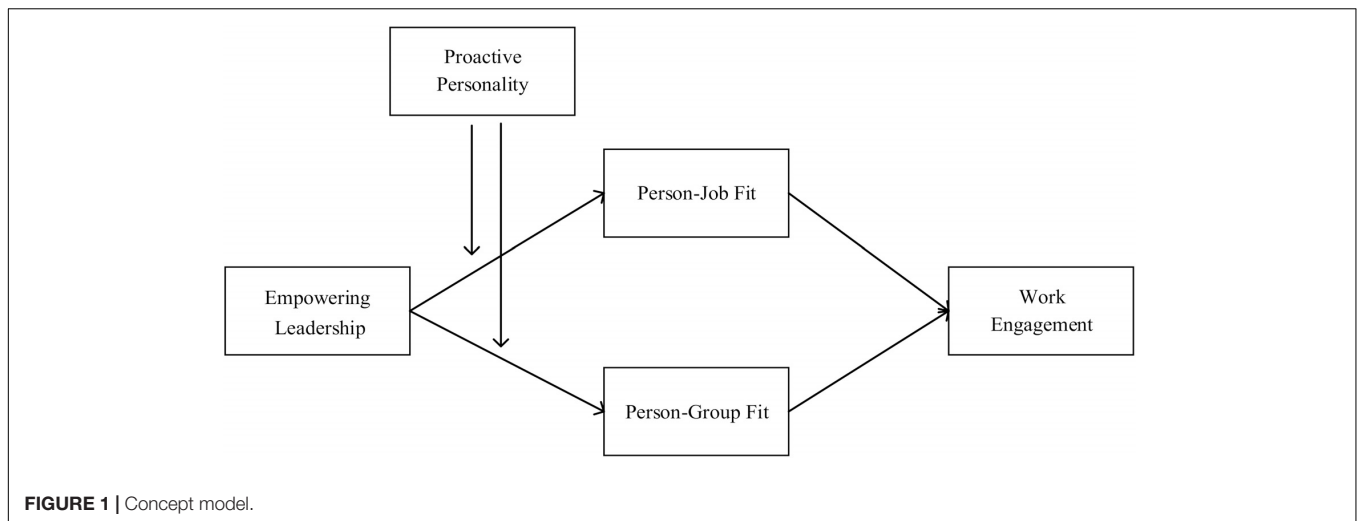 Proactive
Personality
Person-Job Fit
Empowering
Leadership
Work
Engagement
Person-Group Fit
FIGURE 1 | Concept model.